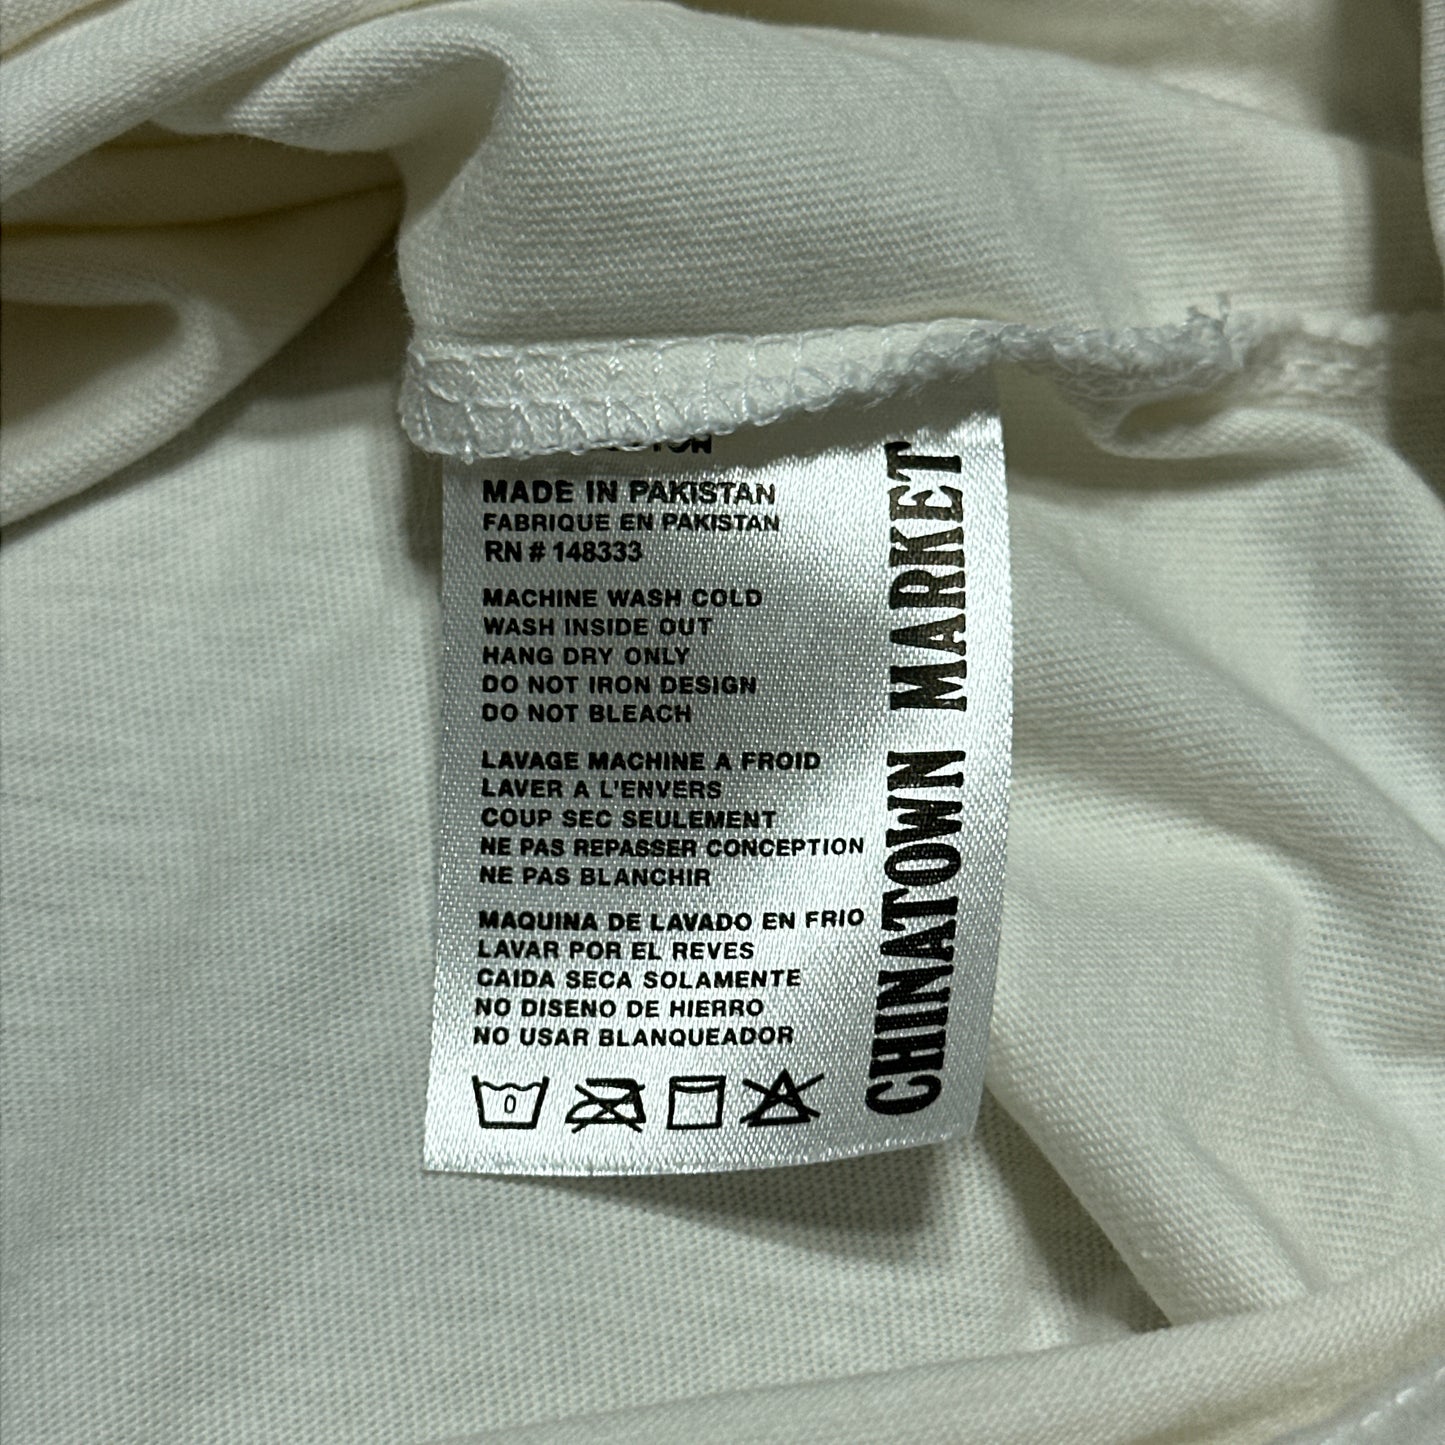 MADE IN PAKISTAN
FABRIQUE EN PAKISTAN
RN # 148333
MACHINE WASH COLD
WASH INSIDE OUT
HANG DRY ONLY
DO NOT IRON DESIGN
DO NOT BLEACH
LAVAGE MACHINE A FROID
LAVER A L'ENVERS
COUP SEC SEULEMENT
NE PAS REPASSER CONCEPTION
NE PAS BLANCHIR
MAQUINA DE LAVADO EN FRIO
LAVAR POR EL REVES
CAIDA SECA SOLAMENTE
NO DISENO DE HIERRO
NO USAR BLANQUEADOR
0
CHINATOWN MARKET